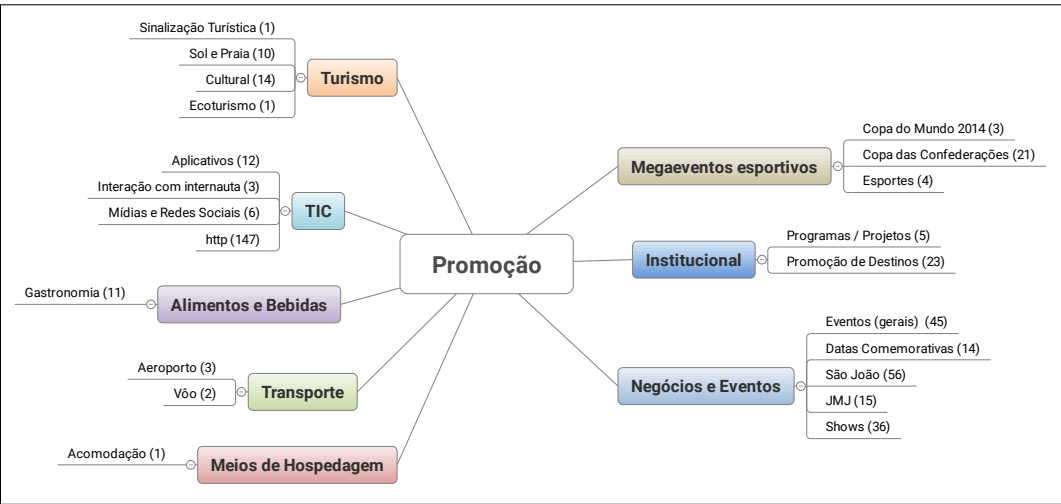 Promoção
Turismo
Sinalização Turística (1)
Sol e Praia (10)
Cultural (14)
Ecoturismo (1)
TIC
Aplicativos (12)
Interação com internauta (3)
Mídias e Redes Sociais (6)
http (147)
Alimentos e Bebidas
Gastronomia (11)
Transporte
Aeroporto (3)
Vôo (2)
Meios de Hospedagem
Acomodação (1)
Megaeventos esportivos
Copa do Mundo 2014 (3)
Copa das Confederações (21)
Esportes (4)
Institucional
Programas / Projetos (5)
Promoção de Destinos (23)
Negócios e Eventos
Eventos (gerais) (45)
Datas Comemorativas (14)
São João (56)
JMJ (15)
Shows (36)